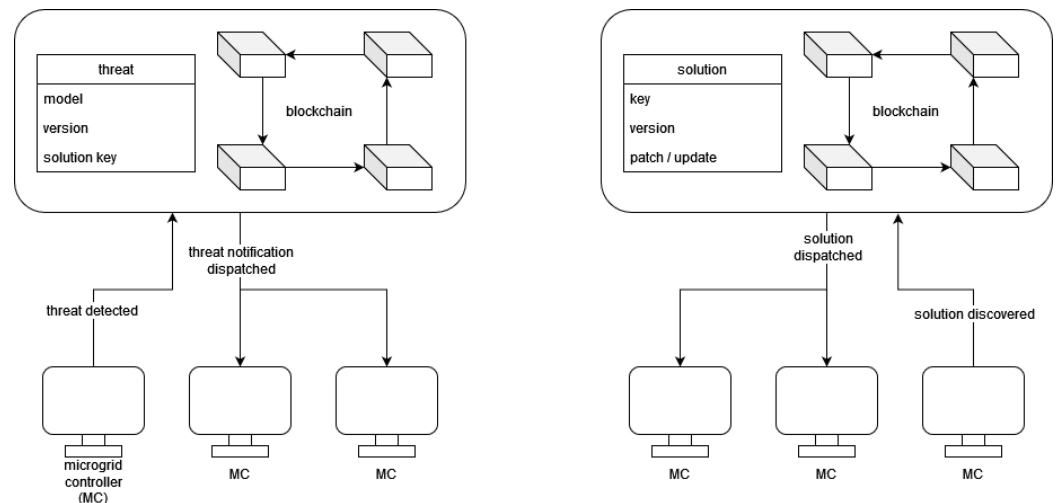 threat
model
version
solution key
blockchain
threat notification
dispatched
threat detected
microgrid
controller
(MC)
MC
MC
solution
key
version
patch / update
blockchain
solution
dispatched
solution discovered
MC
MC
MC